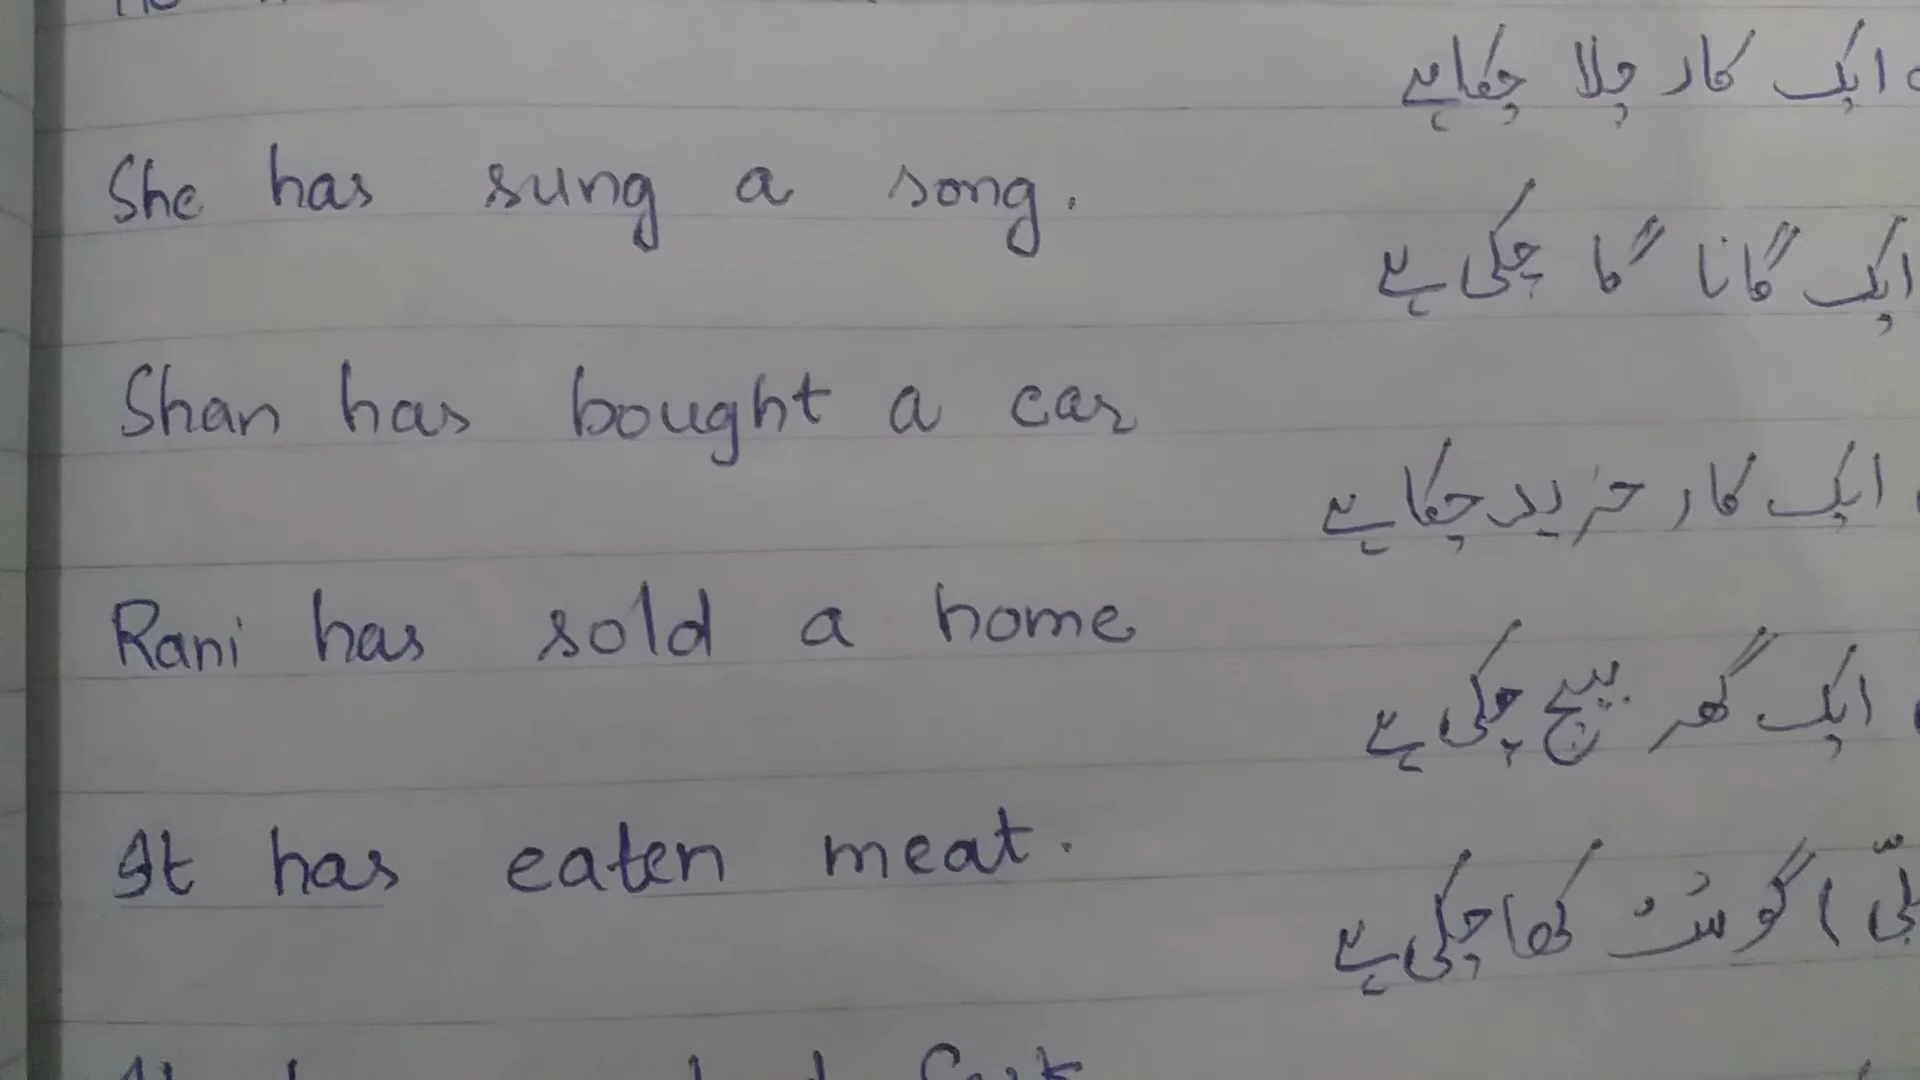 ایک کار چلا چکا ہے
She has sung a song.
ایک گانا گا چکی ہے
Shan has bought a car
ایک کار خرید چکا ہے
Rani has sold a home
ایک گھر بیچ چکی ہے
It has eaten meat.
بلّی ) گوشت کھا چکی ہے